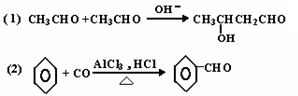 (1) CH₃CHO + CH₃CHO OH⁻ CH₃CHCH₂CHO
OH
(2) + CO AlCl₃ , HCl CHO
△